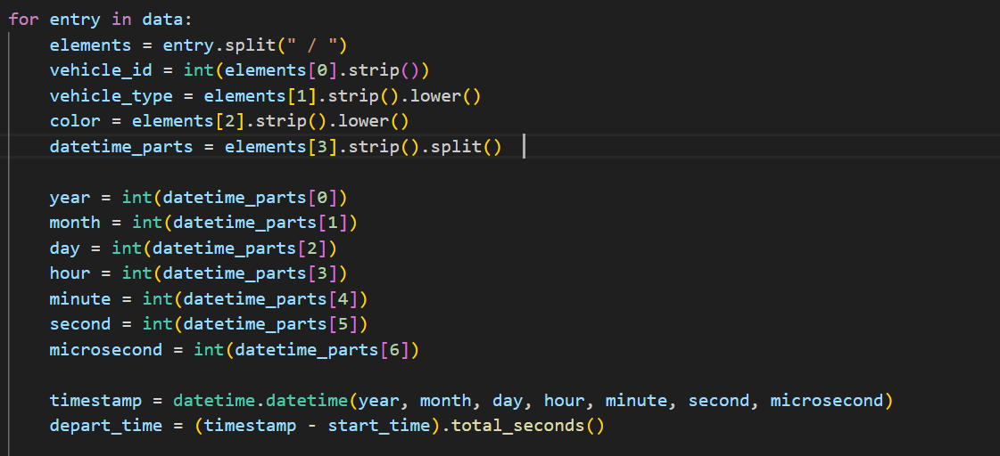 for entry in data:
    elements = entry.split(" / ")
    vehicle_id = int(elements[0].strip())
    vehicle_type = elements[1].strip().lower()
    color = elements[2].strip().lower()
    datetime_parts = elements[3].strip().split()

    year = int(datetime_parts[0])
    month = int(datetime_parts[1])
    day = int(datetime_parts[2])
    hour = int(datetime_parts[3])
    minute = int(datetime_parts[4])
    second = int(datetime_parts[5])
    microsecond = int(datetime_parts[6])

    timestamp = datetime.datetime(year, month, day, hour, minute, second, microsecond)
    depart_time = (timestamp - start_time).total_seconds()